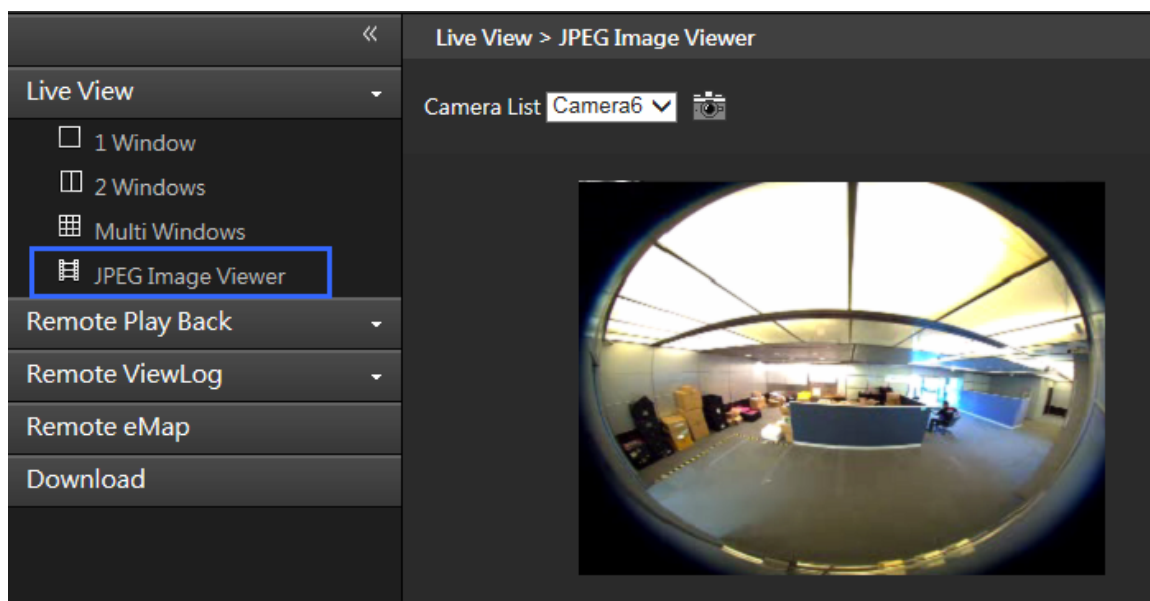 «
Live View > JPEG Image Viewer
Live View
Camera List Camera6
1 Window
2 Windows
Multi Windows
JPEG Image Viewer
Remote Play Back
Remote ViewLog
Remote eMap
Download